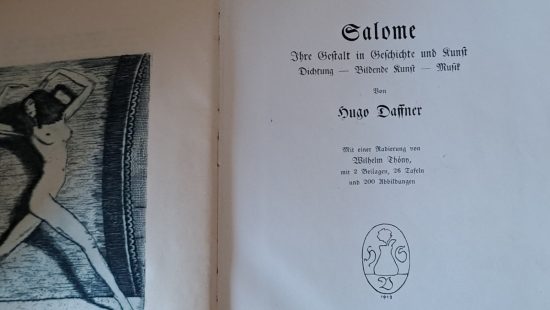 Salome
Ihre Gestalt in Geschichte und Kunst
Dichtung — Bildende Kunst — Musik
Von
Hugo Daffner
Mit einer Radierung von
Wilhelm Thöny,
mit 2 Beilagen, 26 Tafeln
und 200 Abbildungen
H S
V
1912